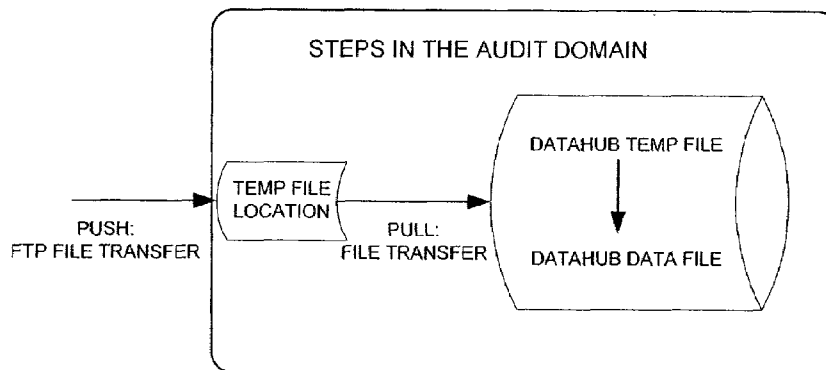 STEPS IN THE AUDIT DOMAIN
DATAHUB TEMP FILE
TEMP FILE
LOCATION
PUSH:
FTP FILE TRANSFER
PULL:
FILE TRANSFER
DATAHUB DATA FILE